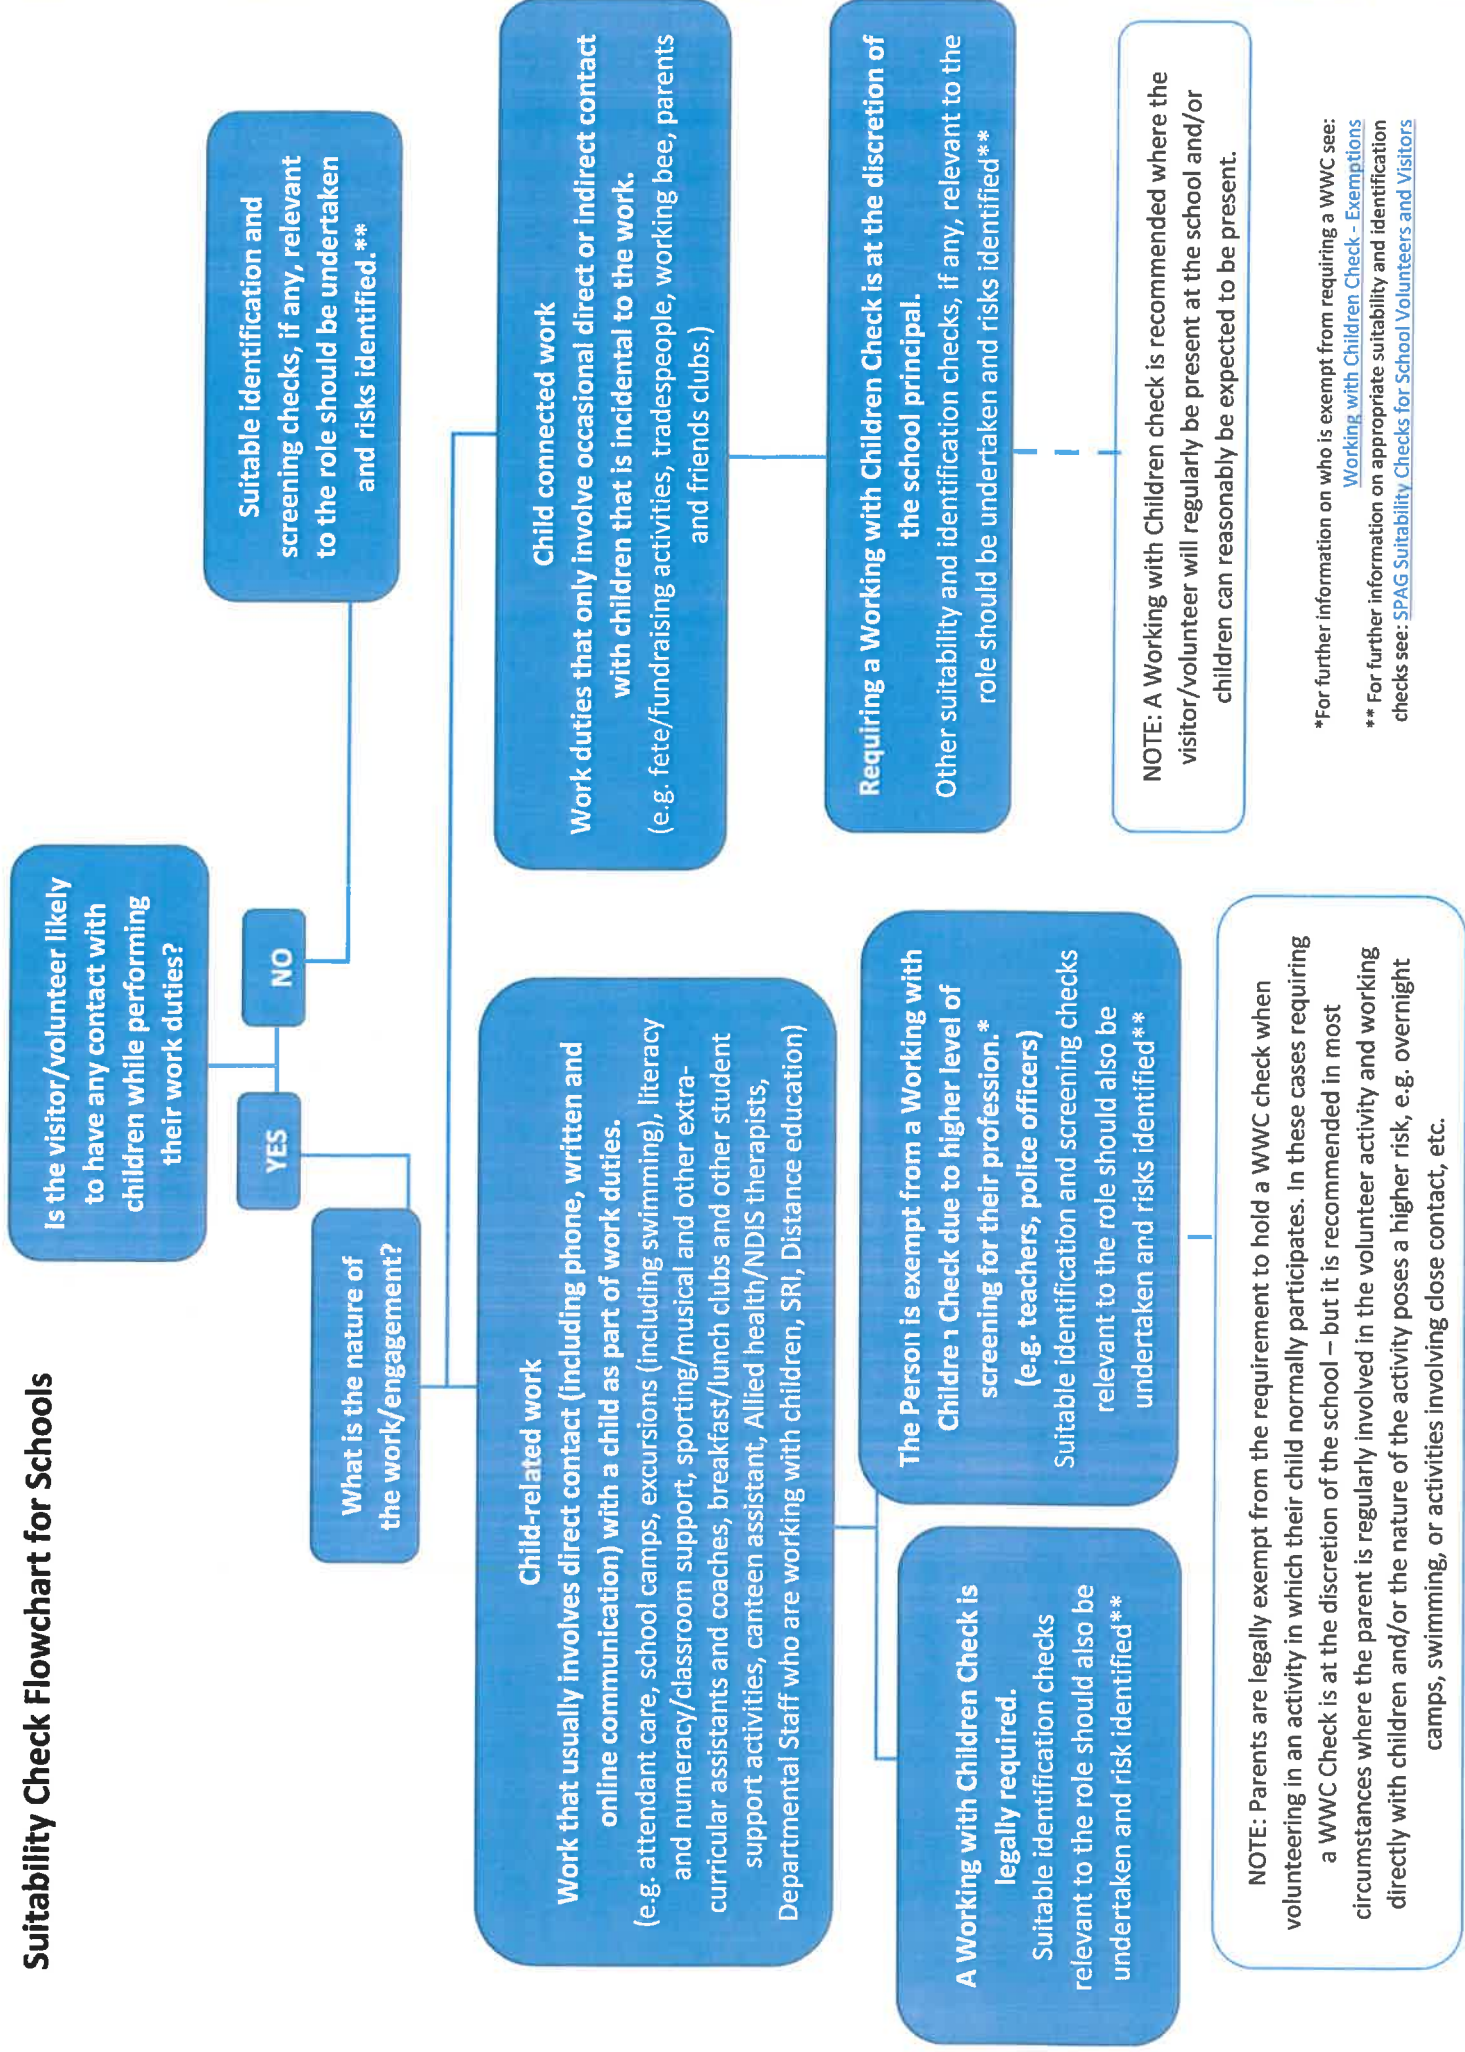 Suitability Check Flowchart for Schools
Is the visitor/volunteer likely
to have any contact with
children while performing
their work duties?
YES
NO
Suitable identification and
screening checks, if any, relevant
to the role should be undertaken
and risks identified.**
What is the nature of
the work/engagement?
Child-related work
Work that usually involves direct contact (including phone, written and
online communication) with a child as part of work duties.
(e.g. attendant care, school camps, excursions (including swimming), literacy
and numeracy/classroom support, sporting/musical and other extra-
curricular assistants and coaches, breakfast/lunch clubs and other student
support activities, canteen assistant, Allied health/NDIS therapists,
Departmental Staff who are working with children, SRI, Distance education)
Child connected work
Work duties that only involve occasional direct or indirect contact
with children that is incidental to the work.
(e.g. fete/fundraising activities, tradespeople, working bee, parents
and friends clubs.)
A Working with Children Check is
legally required.
Suitable identification checks
relevant to the role should also be
undertaken and risk identified**
The Person is exempt from a Working with
Children Check due to higher level of
screening for their profession.*
(e.g. teachers, police officers)
Suitable identification and screening checks
relevant to the role should also be
undertaken and risks identified**
Requiring a Working with Children Check is at the discretion of
the school principal.
Other suitability and identification checks, if any, relevant to the
role should be undertaken and risks identified**
NOTE: A Working with Children check is recommended where the
visitor/volunteer will regularly be present at the school and/or
children can reasonably be expected to be present.
NOTE: Parents are legally exempt from the requirement to hold a WWC check when
volunteering in an activity in which their child normally participates. In these cases requiring
a WWC Check is at the discretion of the school – but it is recommended in most
circumstances where the parent is regularly involved in the volunteer activity and working
directly with children and/or the nature of the activity poses a higher risk, e.g. overnight
camps, swimming, or activities involving close contact, etc.
*For further information on who is exempt from requiring a WWC see:
Working with Children Check - Exemptions
** For further information on appropriate suitability and identification
checks see: SPAG Suitability Checks for School Volunteers and Visitors